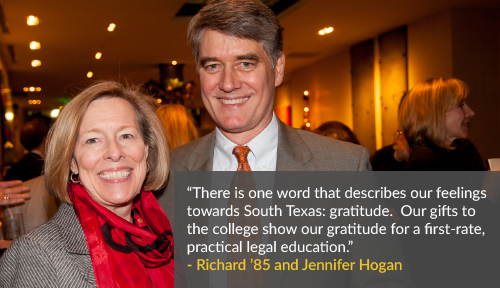 “There is one word that describes our feelings
towards South Texas: gratitude.  Our gifts to
the college show our gratitude for a first-rate,
practical legal education.”
- Richard ’85 and Jennifer Hogan